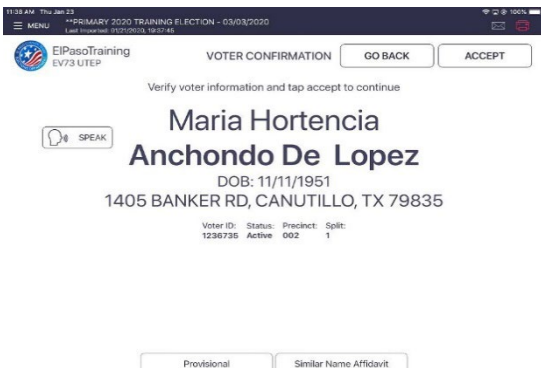 11:38 AM Thu Jan 23 100%
MENU **PRIMARY 2020 TRAINING ELECTION - 03/03/2020
Last Imported: 01/21/2020, 19:37:45
ElPasoTraining
EV73 UTEP
VOTER CONFIRMATION
GO BACK
ACCEPT
Verify voter information and tap accept to continue
SPEAK
Maria Hortencia
Anchondo De Lopez
DOB: 11/11/1951
1405 BANKER RD, CANUTILLO, TX 79835
Voter ID: Status: Precinct: Split:
1236735 Active 002 1
Provisional
Similar Name Affidavit